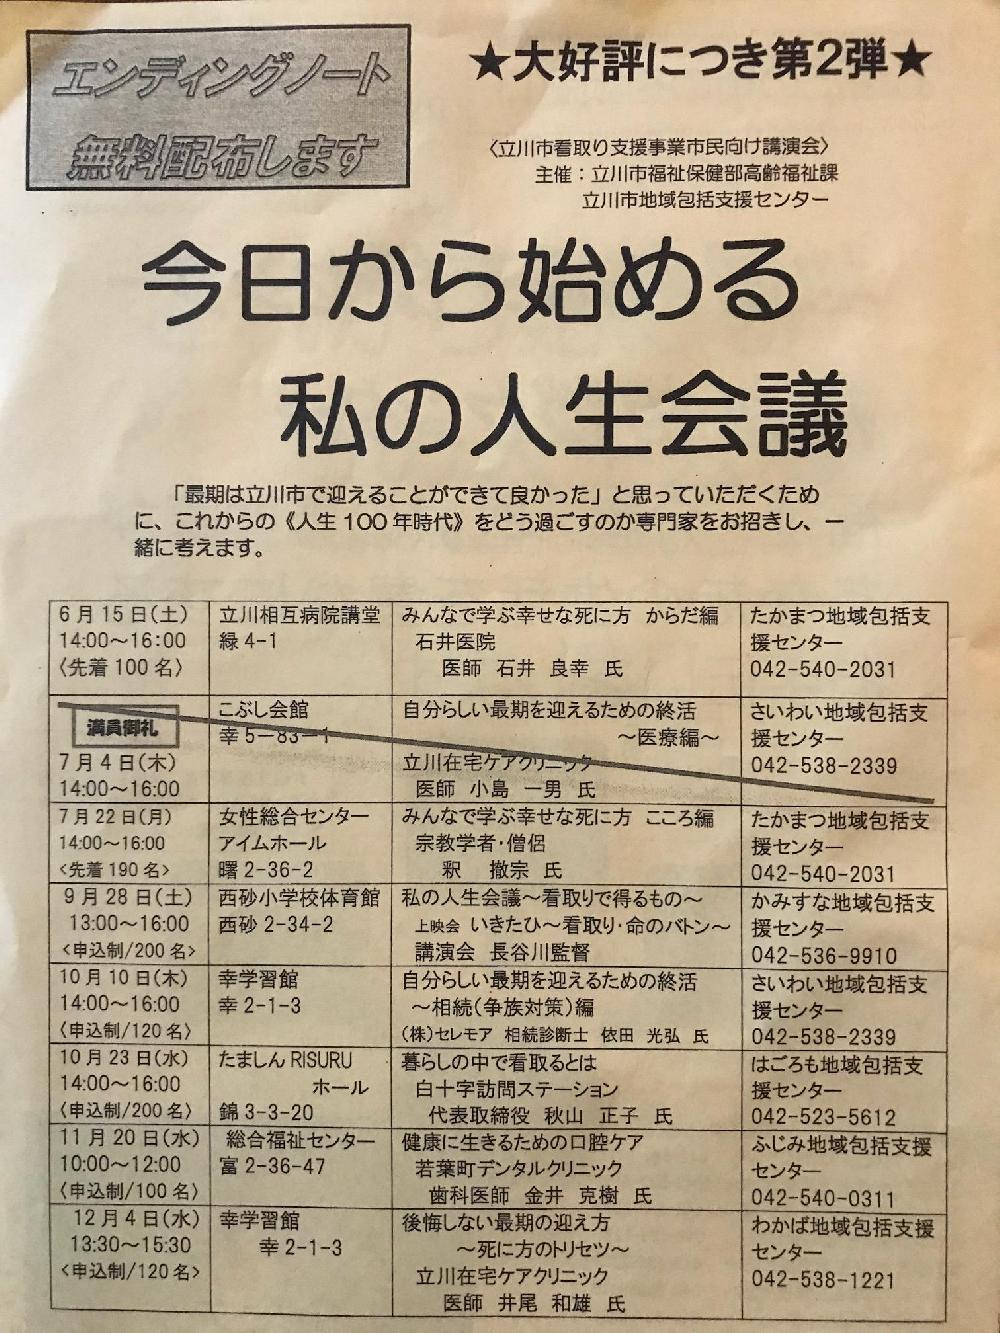 エンディングノート
無料配布します
★大好評につき第2弾★
〈立川市看取り支援事業市民向け講演会〉
主催：立川市福祉保健部高齢福祉課
立川市地域包括支援センター
今日から始める
私の人生会議
「最期は立川市で迎えることができて良かった」と思っていただくため
に、これからの《人生100年時代》をどう過ごすのか専門家をお招きし、一
緒に考えます。
6月15日(土)
14:00～16:00
〈先着100名〉
立川相互病院講堂
緑4-1
みんなで学ぶ幸せな死に方 からだ編
石井医院
医師 石井 良幸 氏
たかまつ地域包括支
援センター
042-540-2031
満員御礼
7月4日(木)
14:00～16:00
こぶし会館
幸5-83-1
自分らしい最期を迎えるための終活
～医療編～
立川在宅ケアクリニック
医師 小島 一男 氏
さいわい地域包括支
援センター
042-538-2339
7月22日(月)
14:00～16:00
<先着190名>
女性総合センター
アイムホール
曙2-36-2
みんなで学ぶ幸せな死に方 こころ編
宗教学者・僧侶
釈 撤宗 氏
たかまつ地域包括支
援センター
042-540-2031
9月28日(土)
13:00～16:00
<申込制/200名>
西砂小学校体育館
西砂2-34-2
私の人生会議～看取りで得るもの～
上映会 いきたひ～看取り・命のバトン～
講演会 長谷川監督
かみすな地域包括支
援センター
042-536-9910
10月10日(木)
14:00～16:00
〈申込制/120名〉
幸学習館
幸2-1-3
自分らしい最期を迎えるための終活
～相続(争族対策)編
(株)セレモア 相続診断士 依田 光弘 氏
さいわい地域包括支
援センター
042-538-2339
10月23日(水)
14:00～16:00
〈申込制/200名〉
たましんRISURU
ホール
錦3-3-20
暮らしの中で看取るとは
白十字訪問ステーション
代表取締役 秋山 正子 氏
はごろも地域包括支
援センター
042-523-5612
11月20日(水)
10:00～12:00
〈申込制/100名〉
総合福祉センター
富2-36-47
健康に生きるための口腔ケア
若葉町デンタルクリニック
歯科医師 金井 克樹 氏
ふじみ地域包括支援
センター
042-540-0311
12月4日(水)
13:30～15:30
<申込制/120名>
幸学習館
幸2-1-3
後悔しない最期の迎え方
～死に方のトリセツ～
立川在宅ケアクリニック
医師 井尾 和雄 氏
わかば地域包括支援
センター
042-538-1221